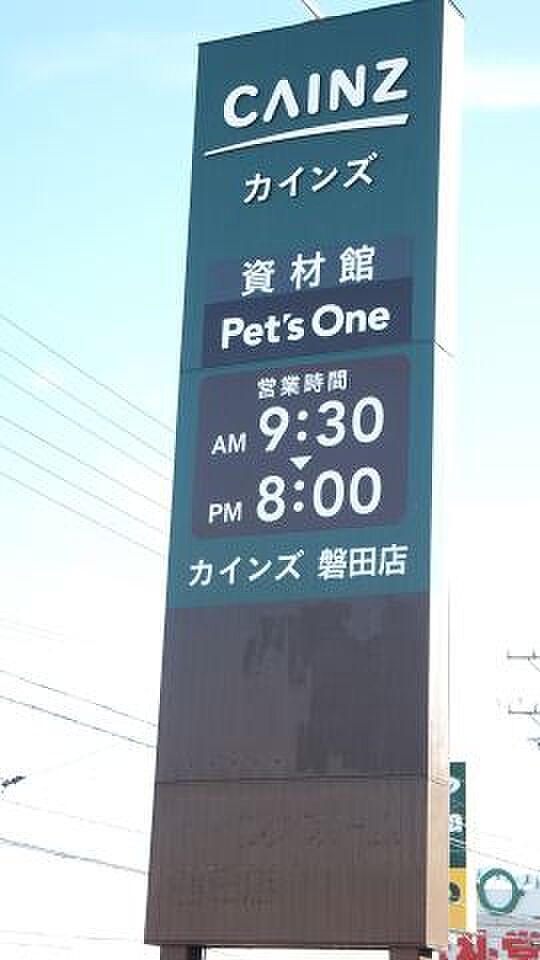 CAINZ
カインズ
資材館
Pet's One
営業時間
AM 9:30
PM 8:00
カインズ 磐田店